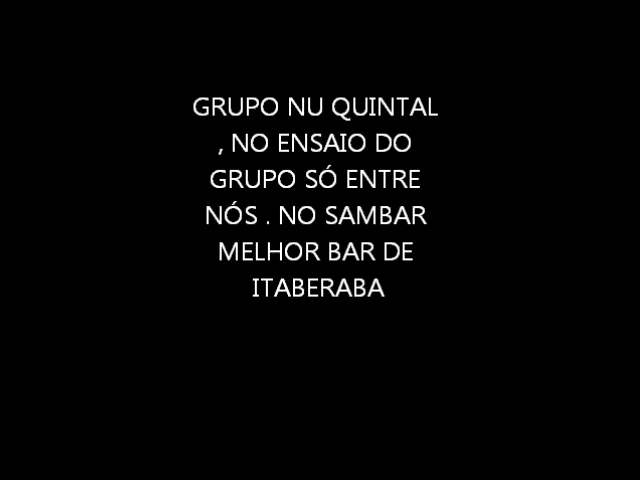 GRUPO NU QUINTAL
, NO ENSAIO DO
GRUPO SÓ ENTRE
NÓS . NO SAMBAR
MELHOR BAR DE
ITABERABA